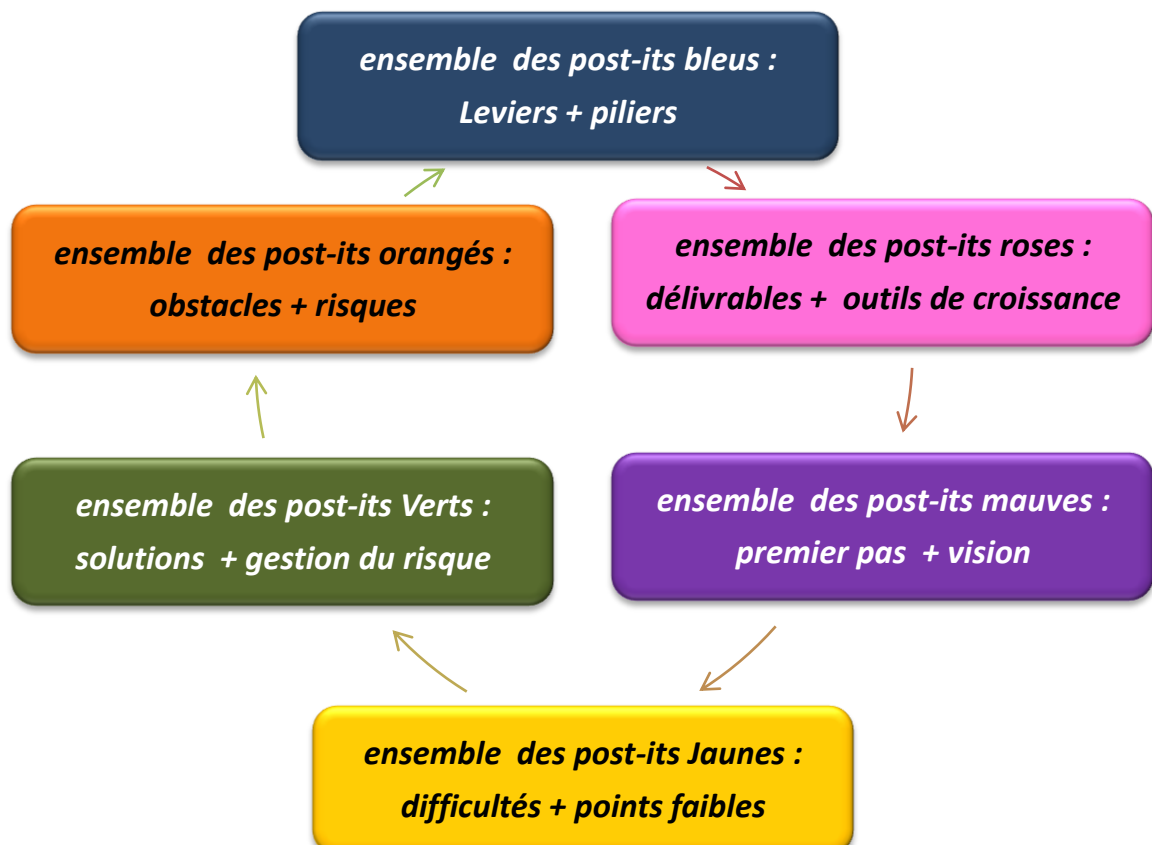 ensemble des post-its bleus :
Leviers + piliers
ensemble des post-its orangés :
obstacles + risques
ensemble des post-its roses :
délivrables + outils de croissance
ensemble des post-its Verts :
solutions + gestion du risque
ensemble des post-its mauves :
premier pas + vision
ensemble des post-its Jaunes :
difficultés + points faibles